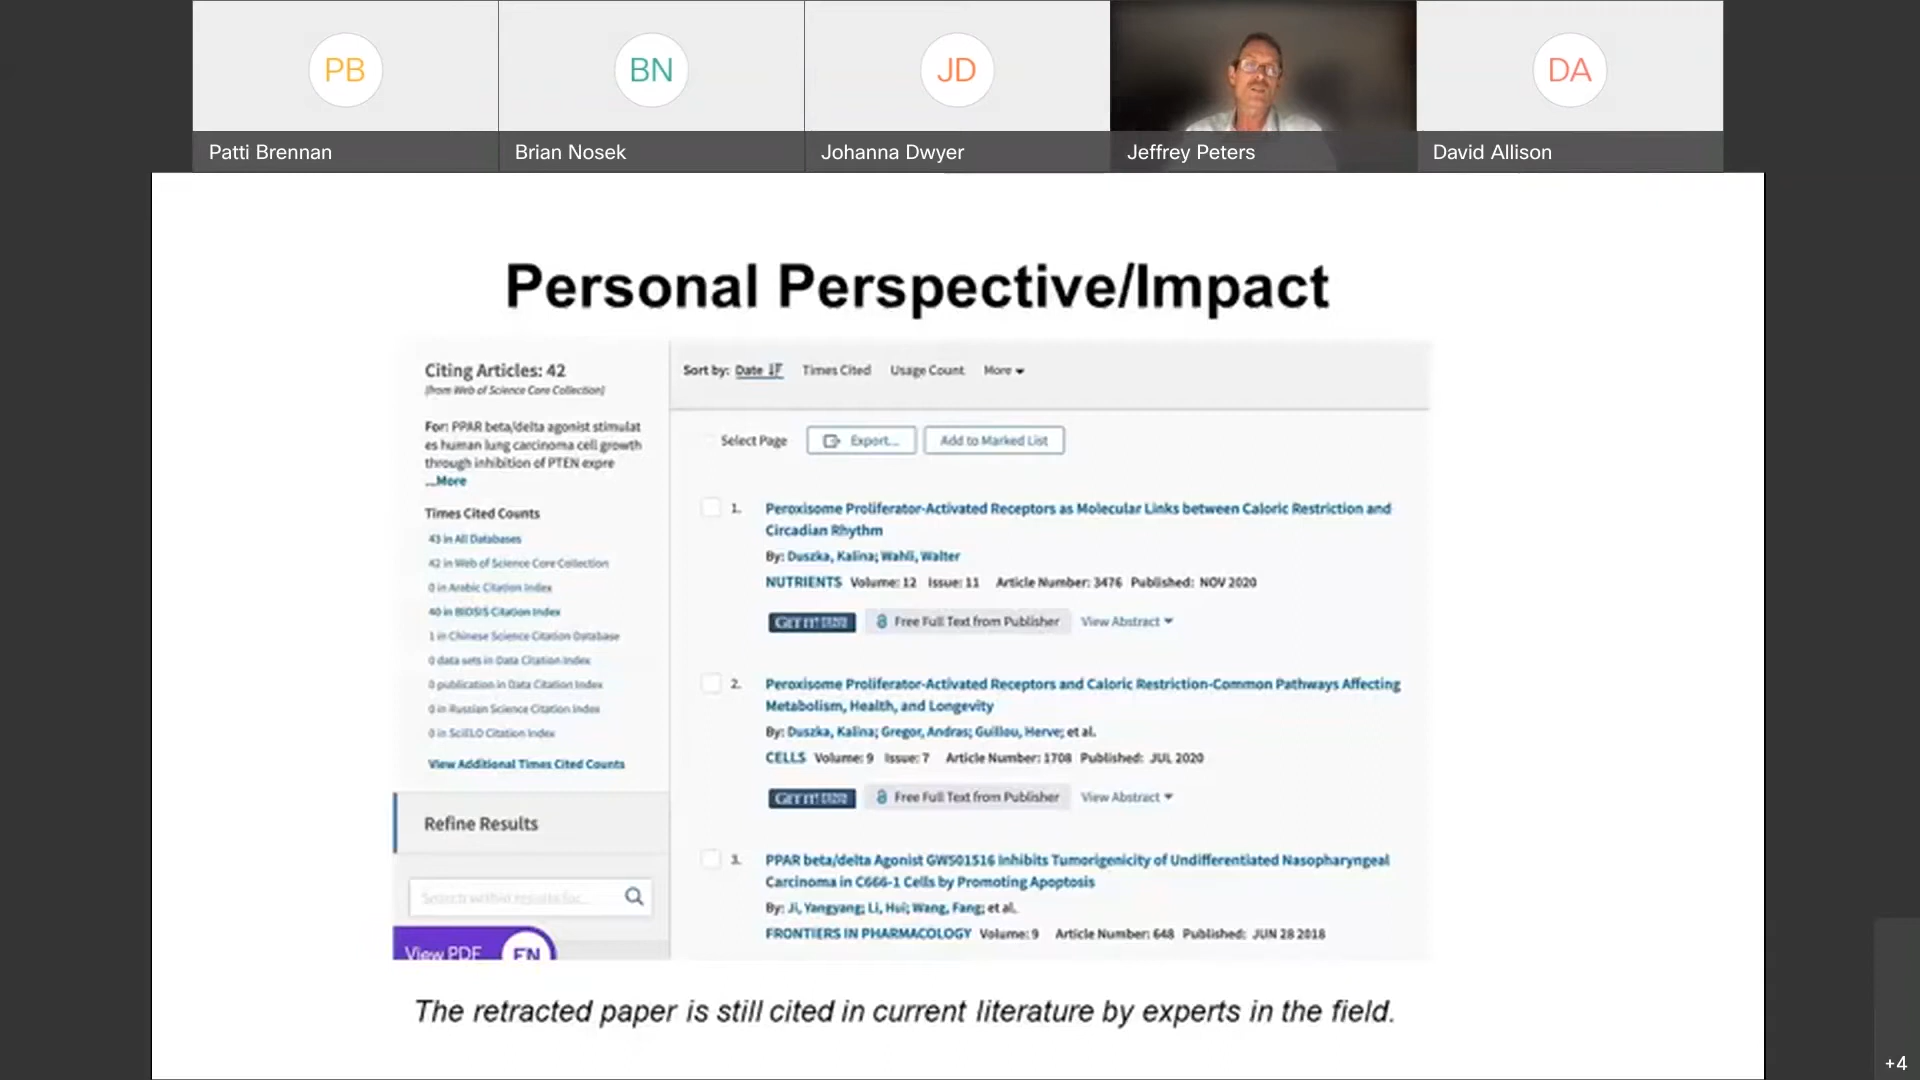 PB
BN
JD
DA
Patti Brennan
Brian Nosek
Johanna Dwyer
Jeffrey Peters
David Allison
Personal Perspective/Impact
Citing Articles: 42
(from Web of Science Core Collection)
For: PPAR beta/delta agonist stimulat
es human lung carcinoma cell growth
through inhibition of PTEN expre
...More
Times Cited Counts
43 in All Databases
42 in Web of Science Core Collection
0 in Arabic Citation Index
40 in BIOSIS Citation Index
1 in Chinese Science Citation Database
0 data sets in Data Citation Index
0 publication in Data Citation Index
0 in Russian Science Citation Index
0 in SciELO Citation Index
View Additional Times Cited Counts
Refine Results
Search within results for...
View PDF EN
Sort by: Date Times Cited Usage Count More
Select Page Export... Add to Marked List
1. Peroxisome Proliferator-Activated Receptors as Molecular Links between Caloric Restriction and
Circadian Rhythm
By: Duszka, Kalina; Wahli, Walter
NUTRIENTS Volume: 12 Issue: 11 Article Number: 3476 Published: NOV 2020
Free Full Text from Publisher View Abstract
2. Peroxisome Proliferator-Activated Receptors and Caloric Restriction-Common Pathways Affecting
Metabolism, Health, and Longevity
By: Duszka, Kalina; Gregor, Andras; Guillou, Herve; et al.
CELLS Volume: 9 Issue: 7 Article Number: 1708 Published: JUL 2020
Free Full Text from Publisher View Abstract
3. PPAR beta/delta Agonist GW501516 Inhibits Tumorigenicity of Undifferentiated Nasopharyngeal
Carcinoma in C666-1 Cells by Promoting Apoptosis
By: Ji, Yangyang; Li, Hui; Wang, Fang; et al.
FRONTIERS IN PHARMACOLOGY Volume: 9 Article Number: 648 Published: JUN 28 2018
The retracted paper is still cited in current literature by experts in the field.
+4